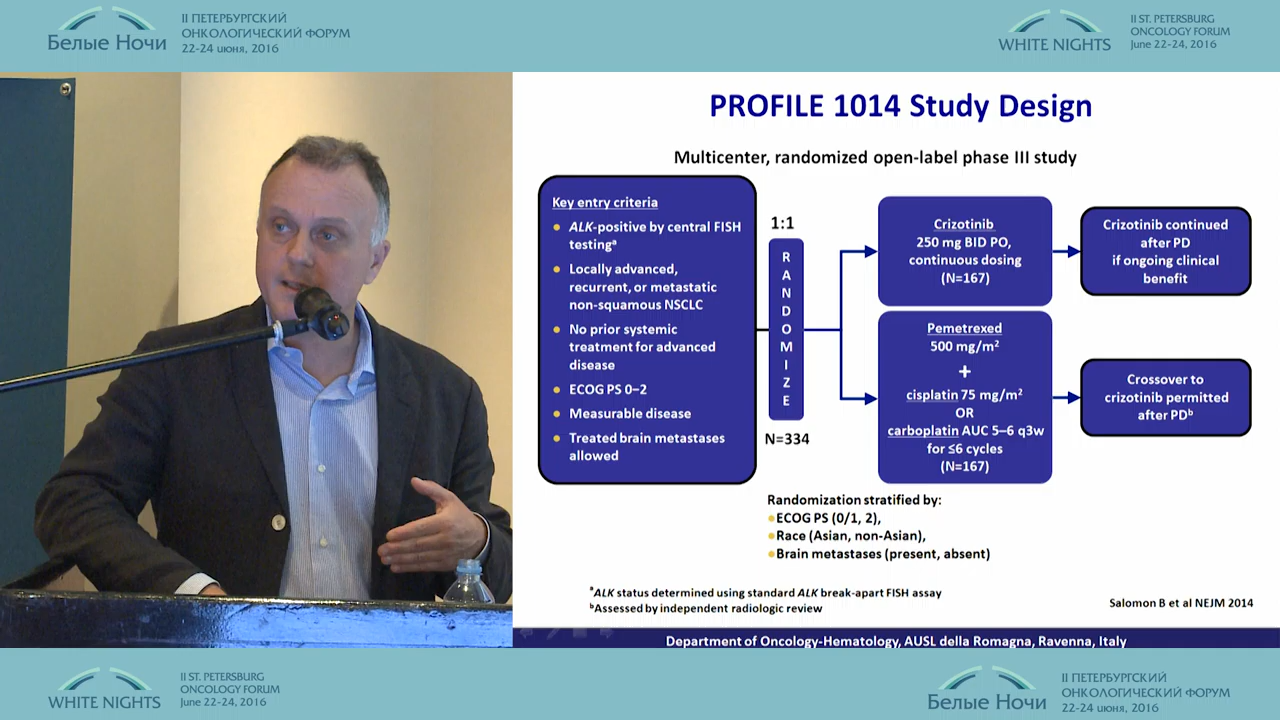 Белые Ночи
II ПЕТЕРБУРГСКИЙ
ОНКОЛОГИЧЕСКИЙ ФОРУМ
22-24 июня, 2016
WHITE NIGHTS
II ST. PETERSBURG
ONCOLOGY FORUM
June 22-24, 2016
PROFILE 1014 Study Design
Multicenter, randomized open-label phase III study
Key entry criteria
• ALK-positive by central FISH
testingᵃ
• Locally advanced,
recurrent, or metastatic
non-squamous NSCLC
• No prior systemic
treatment for advanced
disease
• ECOG PS 0–2
• Measurable disease
• Treated brain metastases
allowed
1:1
RANDOMIZE
N=334
Crizotinib
250 mg BID PO,
continuous dosing
(N=167)
Crizotinib continued
after PD
if ongoing clinical
benefit
Pemetrexed
500 mg/m²
+
cisplatin 75 mg/m²
OR
carboplatin AUC 5–6 q3w
for ≤6 cycles
(N=167)
Crossover to
crizotinib permitted
after PDᵇ
Randomization stratified by:
•ECOG PS (0/1, 2),
•Race (Asian, non-Asian),
•Brain metastases (present, absent)
ᵃALK status determined using standard ALK break-apart FISH assay
ᵇAssessed by independent radiologic review
Salomon B et al NEJM 2014
Department of Oncology-Hematology, AUSL della Romagna, Ravenna, Italy
WHITE NIGHTS
II ST. PETERSBURG
ONCOLOGY FORUM
June 22-24, 2016
Белые Ночи
II ПЕТЕРБУРГСКИЙ
ОНКОЛОГИЧЕСКИЙ ФОРУМ
22-24 июня, 2016